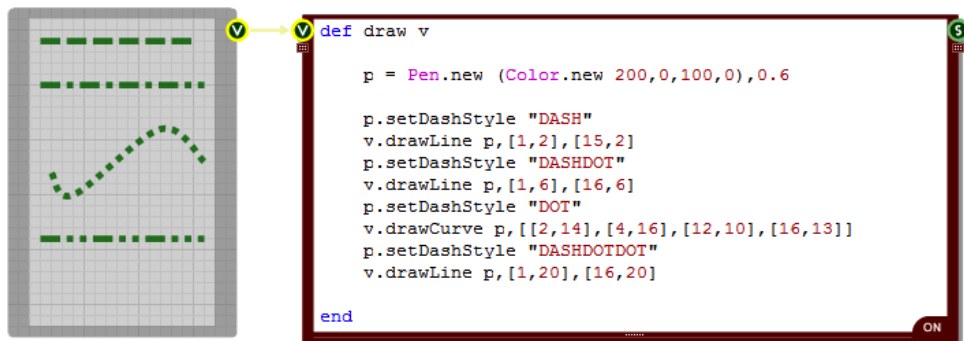 V
V
S
def draw v
p = Pen.new (Color.new 200,0,100,0),0.6
p.setDashStyle "DASH"
v.drawLine p,[1,2],[15,2]
p.setDashStyle "DASHDOT"
v.drawLine p,[1,6],[16,6]
p.setDashStyle "DOT"
v.drawCurve p,[[2,14],[4,16],[12,10],[16,13]]
p.setDashStyle "DASHDOTDOT"
v.drawLine p,[1,20],[16,20]
end
ON